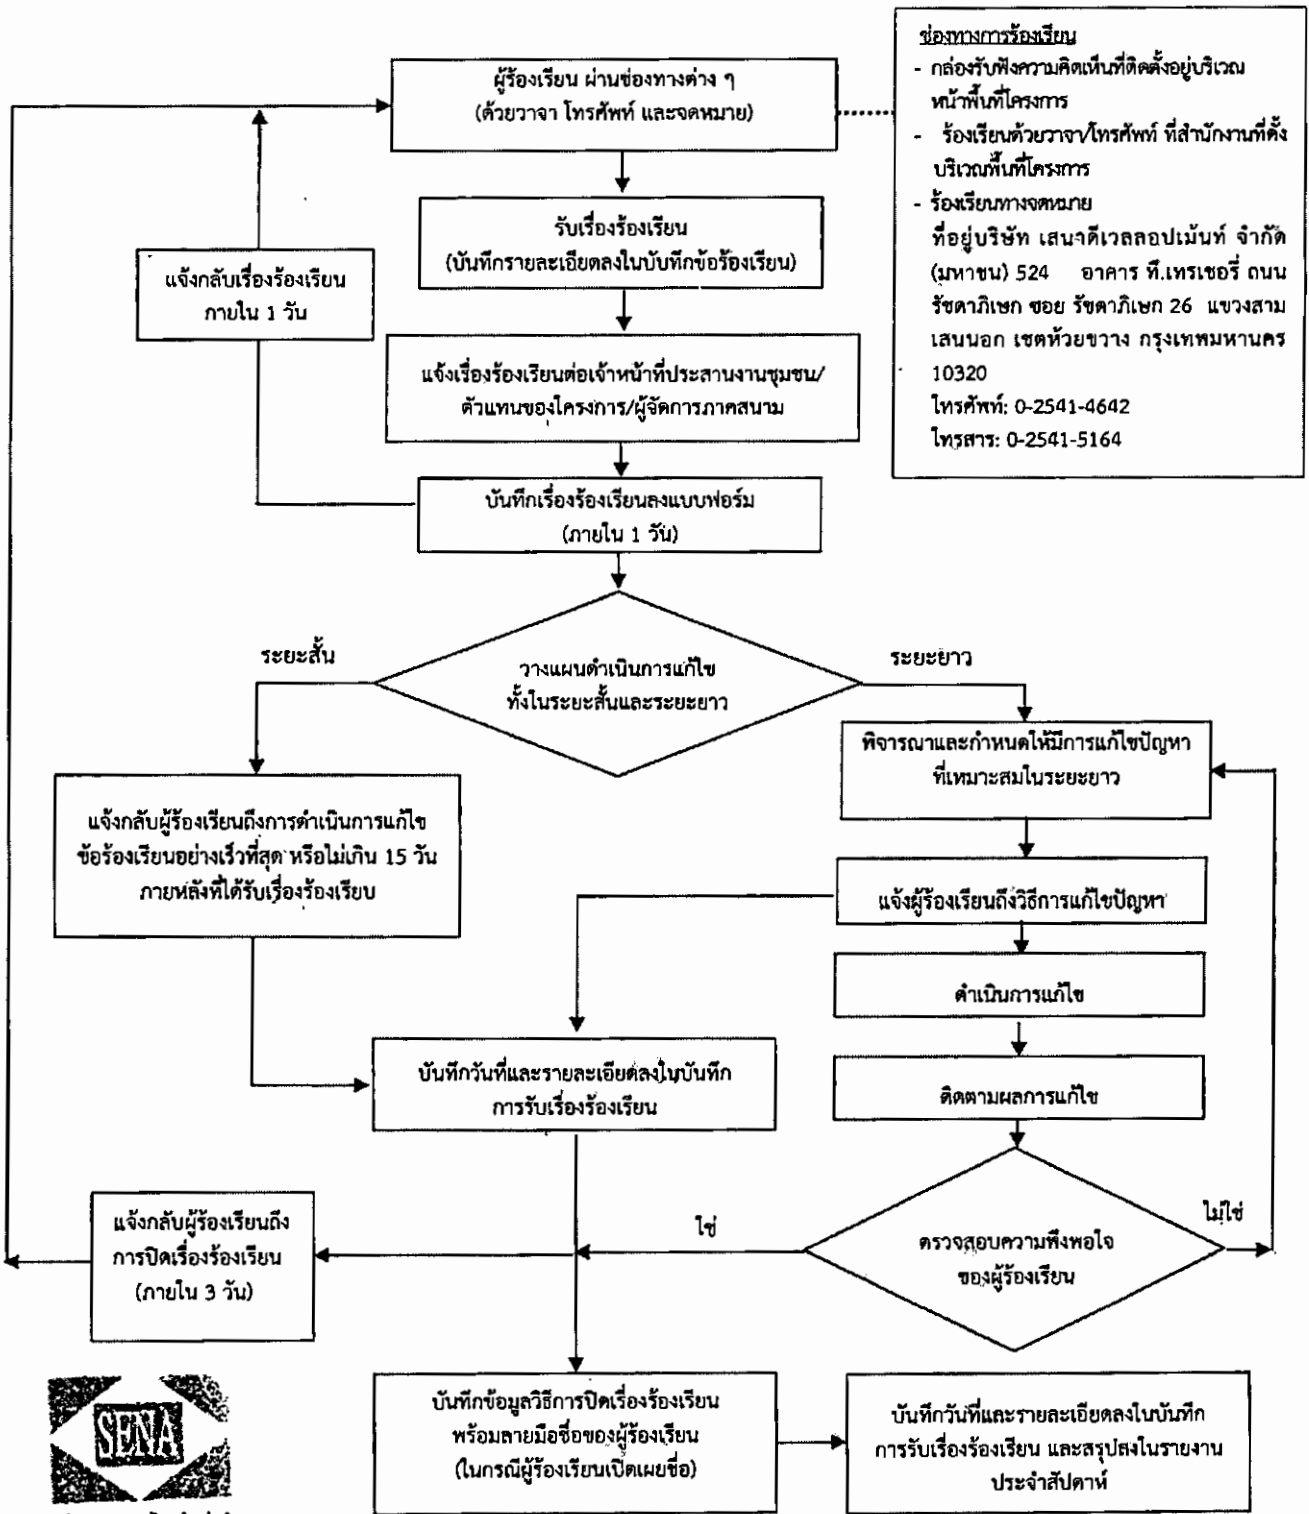 ผู้ร้องเรียน ผ่านช่องทางต่าง ๆ
(ด้วยวาจา โทรศัพท์ และจดหมาย)
ช่องทางการร้องเรียน
- กล่องรับฟังความคิดเห็นที่ติดตั้งอยู่บริเวณ
หน้าพื้นที่โครงการ
- ร้องเรียนด้วยวาจา/โทรศัพท์ ที่สำนักงานที่ตั้ง
บริเวณพื้นที่โครงการ
- ร้องเรียนทางจดหมาย
ที่อยู่บริษัท เสนาดีเวลลอปเม้นท์ จำกัด
(มหาชน) 524 อาคาร ที.เทรเชอรี่ ถนน
รัชดาภิเษก ซอย รัชดาภิเษก 26 แขวงสาม
เสนนอก เขตห้วยขวาง กรุงเทพมหานคร
10320
โทรศัพท์: 0-2541-4642
โทรสาร: 0-2541-5164
รับเรื่องร้องเรียน
(บันทึกรายละเอียดลงในบันทึกข้อร้องเรียน)
แจ้งกลับเรื่องร้องเรียน
ภายใน 1 วัน
แจ้งเรื่องร้องเรียนต่อเจ้าหน้าที่ประสานงานชุมชน/
ตัวแทนของโครงการ/ผู้จัดการภาคสนาม
บันทึกเรื่องร้องเรียนลงแบบฟอร์ม
(ภายใน 1 วัน)
ระยะสั้น
วางแผนดำเนินการแก้ไข
ทั้งในระยะสั้นและระยะยาว
ระยะยาว
พิจารณาและกำหนดให้มีการแก้ไขปัญหา
ที่เหมาะสมในระยะยาว
แจ้งกลับผู้ร้องเรียนถึงการดำเนินการแก้ไข
ข้อร้องเรียนอย่างเร็วที่สุด หรือไม่เกิน 15 วัน
ภายหลังที่ได้รับเรื่องร้องเรียน
แจ้งผู้ร้องเรียนถึงวิธีการแก้ไขปัญหา
ดำเนินการแก้ไข
บันทึกวันที่และรายละเอียดลงในบันทึก
การรับเรื่องร้องเรียน
ติดตามผลการแก้ไข
แจ้งกลับผู้ร้องเรียนถึง
การปิดเรื่องร้องเรียน
(ภายใน 3 วัน)
ใช่
ตรวจสอบความพึงพอใจ
ของผู้ร้องเรียน
ไม่ใช่
SENA
บันทึกข้อมูลวิธีการปิดเรื่องร้องเรียน
พร้อมลายมือชื่อของผู้ร้องเรียน
(ในกรณีผู้ร้องเรียนเปิดเผยชื่อ)
บันทึกวันที่และรายละเอียดลงในบันทึก
การรับเรื่องร้องเรียน และสรุปลงในรายงาน
ประจำสัปดาห์